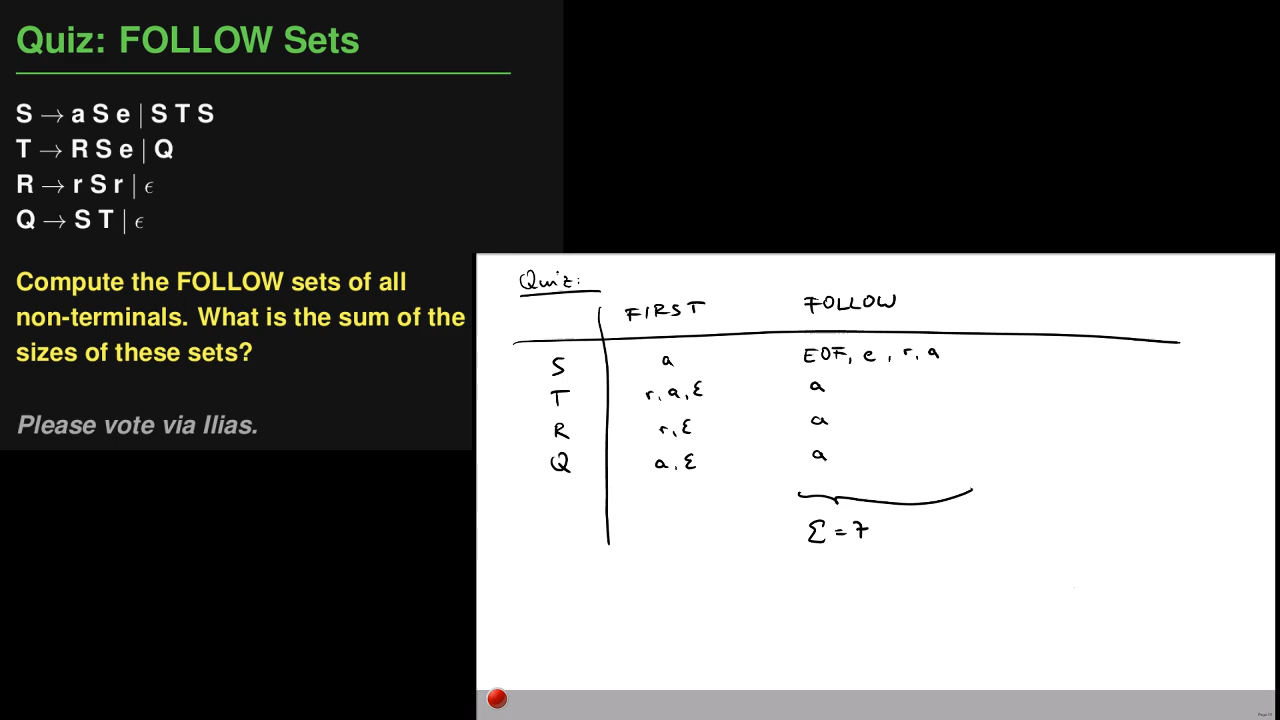 Quiz: FOLLOW Sets
S → a S e | S T S
T → R S e | Q
R → r S r | ϵ
Q → S T | ϵ
Compute the FOLLOW sets of all
non-terminals. What is the sum of the
sizes of these sets?
Please vote via Ilias.
Quiz:
FIRST FOLLOW
S a EOF, e, r, a
T r, a, ε a
R r, ε a
Q a, ε a
Σ = 7